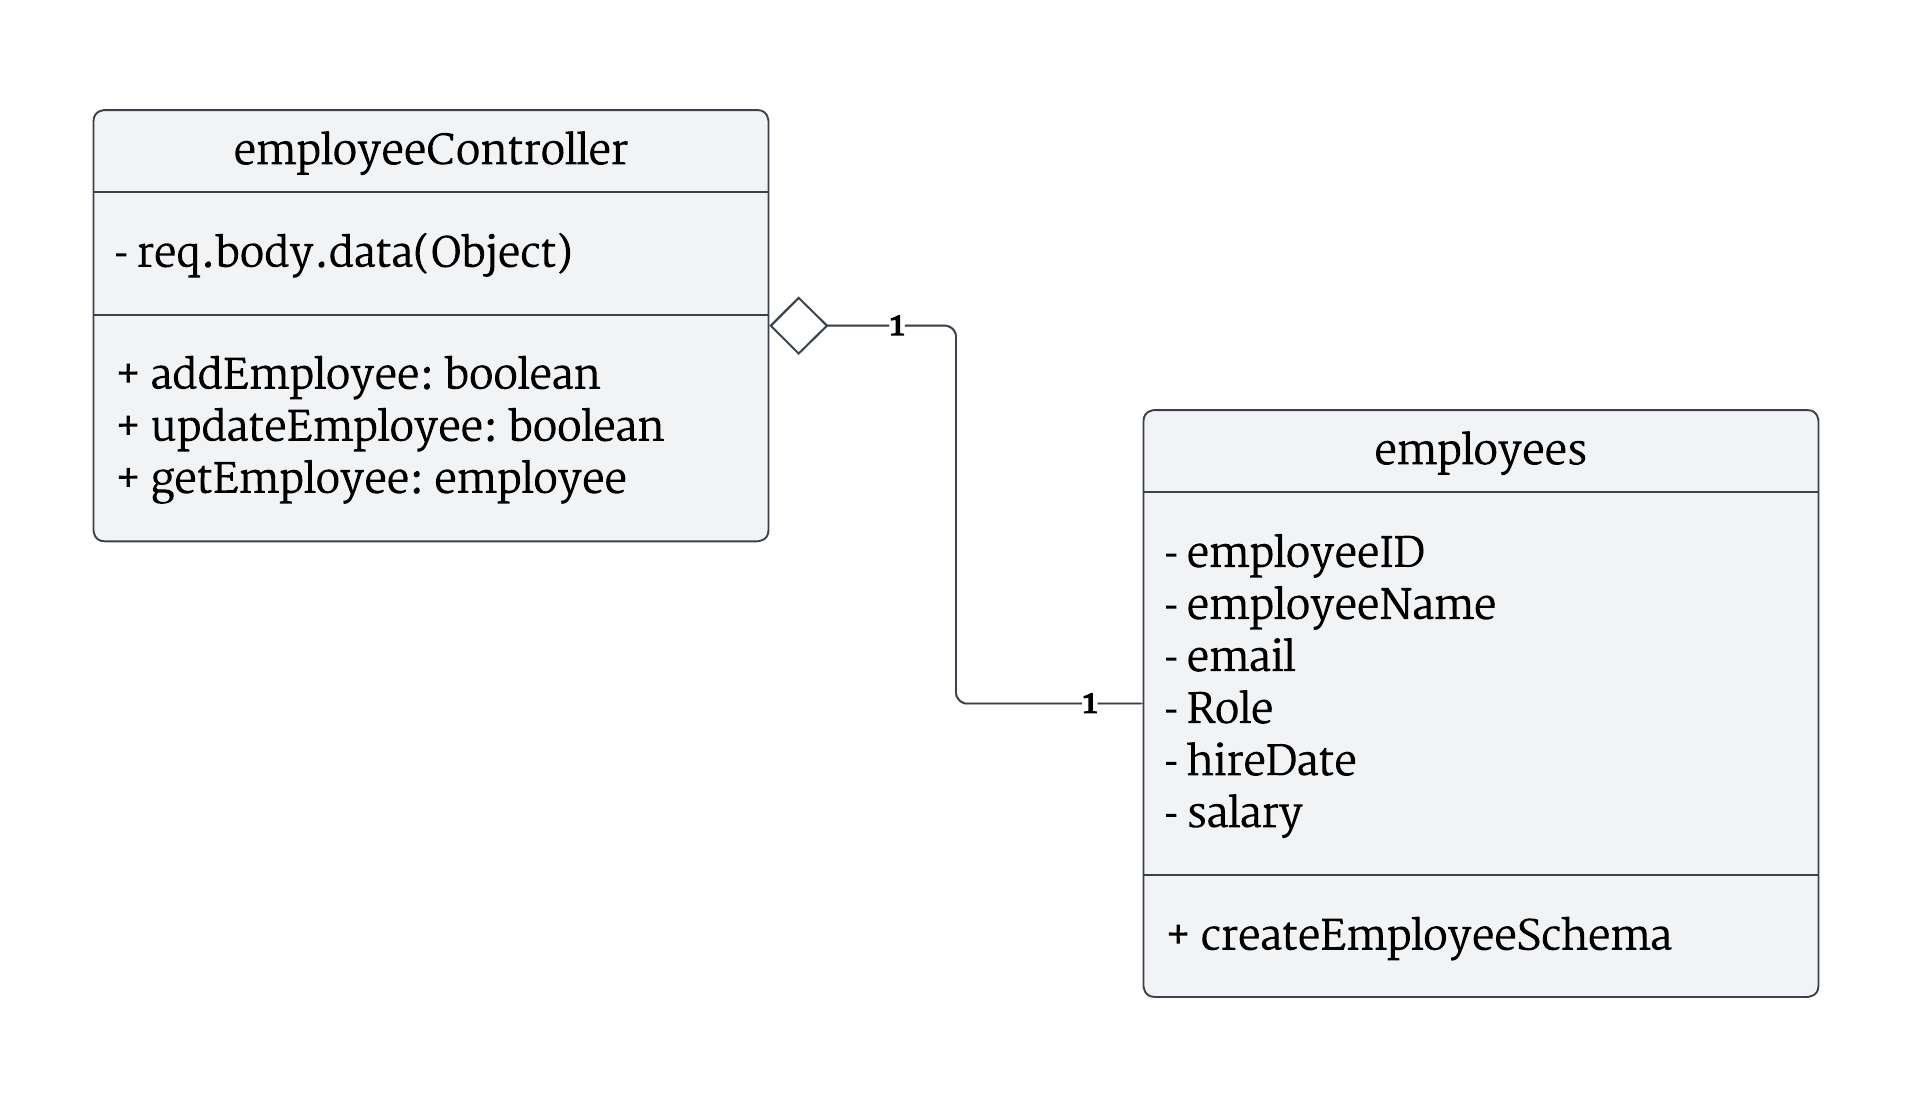 employeeController
- req.body.data(Object)
+ addEmployee: boolean
+ updateEmployee: boolean
+ getEmployee: employee
1
1
employees
- employeeID
- employeeName
- email
- Role
- hireDate
- salary
+ createEmployeeSchema